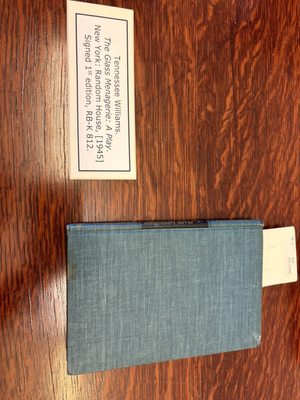 Tennessee Williams.
The Glass Menagerie: A Play.
New York: Random House, [1945]
Signed 1st edition, RB-K 812.